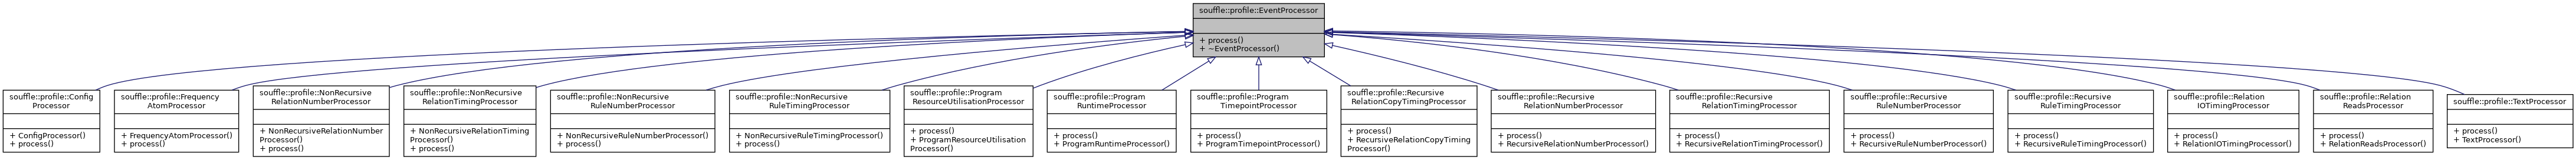 souffle::profile::EventProcessor
+ process()
+ ~EventProcessor()
souffle::profile::Config
Processor
+ ConfigProcessor()
+ process()
souffle::profile::Frequency
AtomProcessor
+ FrequencyAtomProcessor()
+ process()
souffle::profile::NonRecursive
RelationNumberProcessor
+ NonRecursiveRelationNumber
Processor()
+ process()
souffle::profile::NonRecursive
RelationTimingProcessor
+ NonRecursiveRelationTiming
Processor()
+ process()
souffle::profile::NonRecursive
RuleNumberProcessor
+ NonRecursiveRuleNumberProcessor()
+ process()
souffle::profile::NonRecursive
RuleTimingProcessor
+ NonRecursiveRuleTimingProcessor()
+ process()
souffle::profile::Program
ResourceUtilisationProcessor
+ process()
+ ProgramResourceUtilisation
Processor()
souffle::profile::Program
RuntimeProcessor
+ process()
+ ProgramRuntimeProcessor()
souffle::profile::Program
TimepointProcessor
+ process()
+ ProgramTimepointProcessor()
souffle::profile::Recursive
RelationCopyTimingProcessor
+ process()
+ RecursiveRelationCopyTiming
Processor()
souffle::profile::Recursive
RelationNumberProcessor
+ process()
+ RecursiveRelationNumberProcessor()
souffle::profile::Recursive
RelationTimingProcessor
+ process()
+ RecursiveRelationTimingProcessor()
souffle::profile::Recursive
RuleNumberProcessor
+ process()
+ RecursiveRuleNumberProcessor()
souffle::profile::Recursive
RuleTimingProcessor
+ process()
+ RecursiveRuleTimingProcessor()
souffle::profile::Relation
IOTimingProcessor
+ process()
+ RelationIOTimingProcessor()
souffle::profile::Relation
ReadsProcessor
+ process()
+ RelationReadsProcessor()
souffle::profile::TextProcessor
+ process()
+ TextProcessor()